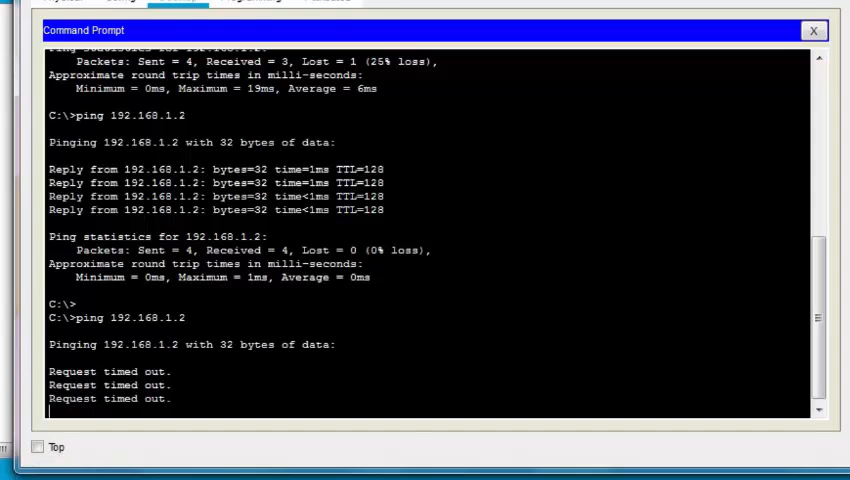 Command Prompt
X
Ping statistics for 192.168.1.2:
Packets: Sent = 4, Received = 3, Lost = 1 (25% loss),
Approximate round trip times in milli-seconds:
Minimum = 0ms, Maximum = 19ms, Average = 6ms
C:\>ping 192.168.1.2
Pinging 192.168.1.2 with 32 bytes of data:
Reply from 192.168.1.2: bytes=32 time=1ms TTL=128
Reply from 192.168.1.2: bytes=32 time=1ms TTL=128
Reply from 192.168.1.2: bytes=32 time<1ms TTL=128
Reply from 192.168.1.2: bytes=32 time<1ms TTL=128
Ping statistics for 192.168.1.2:
Packets: Sent = 4, Received = 4, Lost = 0 (0% loss),
Approximate round trip times in milli-seconds:
Minimum = 0ms, Maximum = 1ms, Average = 0ms
C:\>
C:\>ping 192.168.1.2
Pinging 192.168.1.2 with 32 bytes of data:
Request timed out.
Request timed out.
Request timed out.
Top